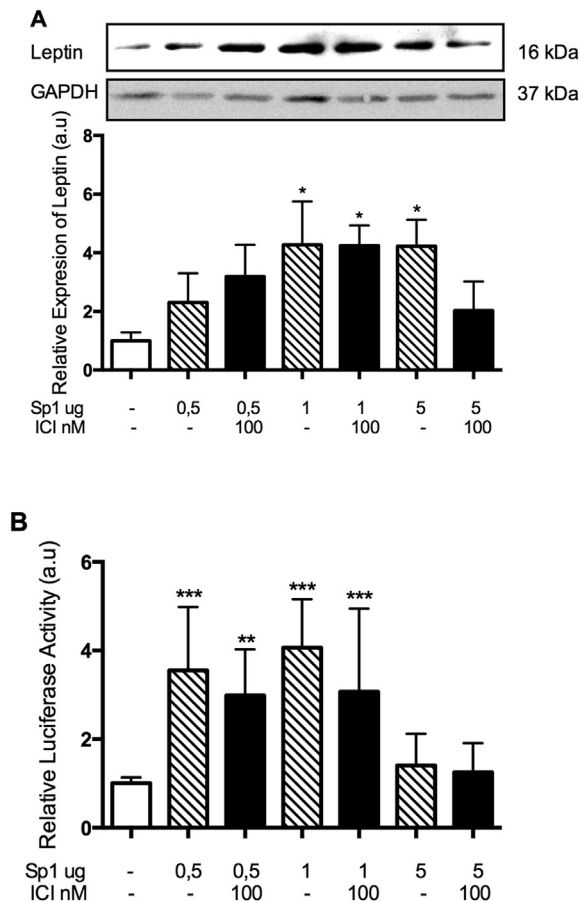 A
Leptin 16 kDa
GAPDH 37 kDa
Relative Expresion of Leptin (a.u)
8
6
4
2
0
* * *
Sp1 ug - 0,5 0,5 1 1 5 5
ICI nM - - 100 - 100 - 100
B
Relative Luciferase Activity (a.u)
6
4
2
0
*** ** *** ***
Sp1 ug - 0,5 0,5 1 1 5 5
ICI nM - - 100 - 100 - 100